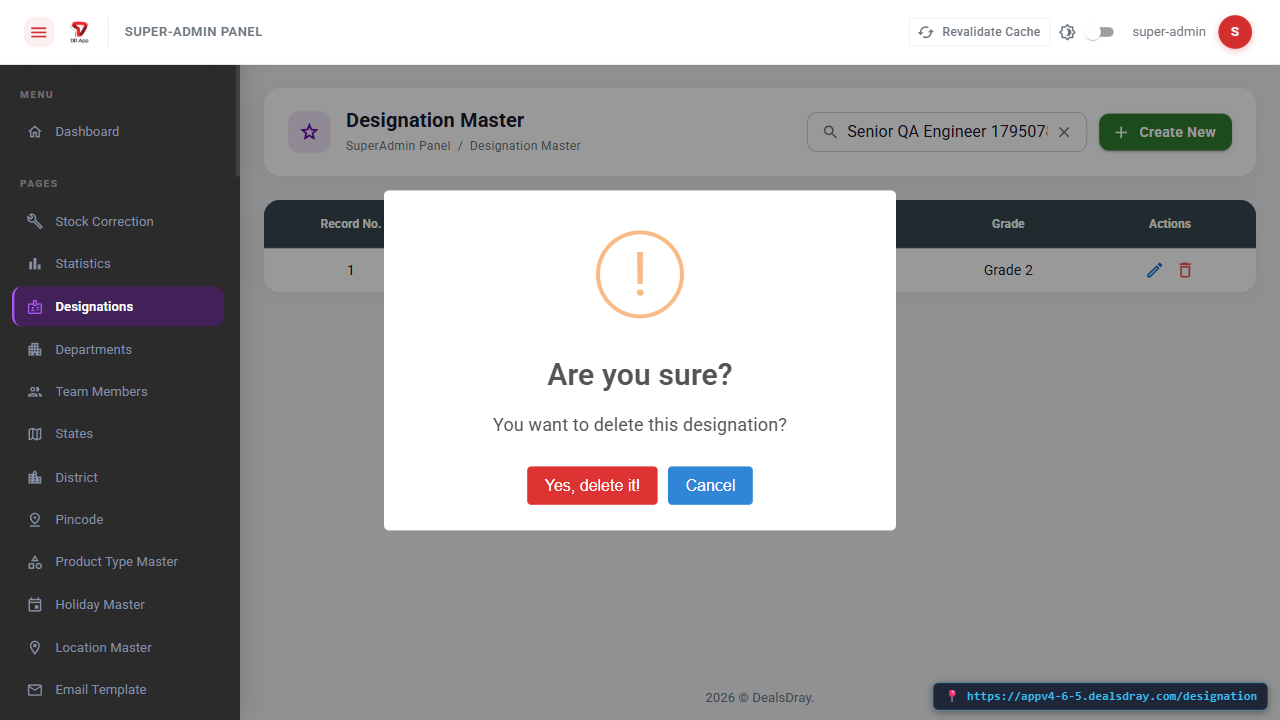 DD-App
SUPER-ADMIN PANEL
Revalidate Cache
super-admin
S
MENU
Dashboard
PAGES
Stock Correction
Statistics
Designations
Departments
Team Members
States
District
Pincode
Product Type Master
Holiday Master
Location Master
Email Template
Designation Master
SuperAdmin Panel / Designation Master
Senior QA Engineer 179507
Create New
Record No.
Grade
Actions
1
Grade 2
Are you sure?
You want to delete this designation?
Yes, delete it!
Cancel
2026 © DealsDray.
https://appv4-6-5.dealsdray.com/designation